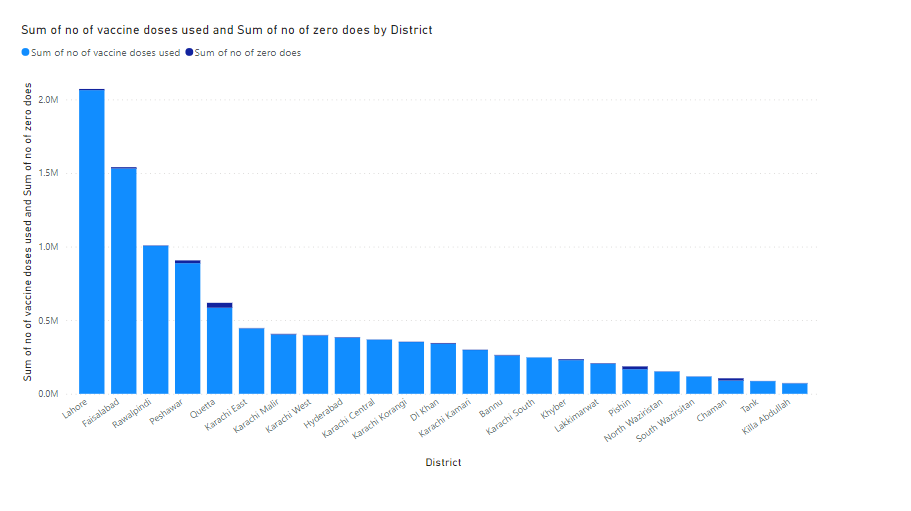 Sum of no of vaccine doses used and Sum of no of zero does by District
Sum of no of vaccine doses used Sum of no of zero does
Sum of no of vaccine doses used and Sum of no of zero does
2.0M
1.5M
1.0M
0.5M
0.0M
Lahore
Faisalabad
Rawalpindi
Peshawar
Quetta
Karachi East
Karachi Malir
Karachi West
Hyderabad
Karachi Central
Karachi Korangi
DI Khan
Karachi Kamari
Bannu
Karachi South
Khyber
Lakkimarwat
Pishin
North Waziristan
South Wazirsitan
Chaman
Tank
Killa Abdullah
District